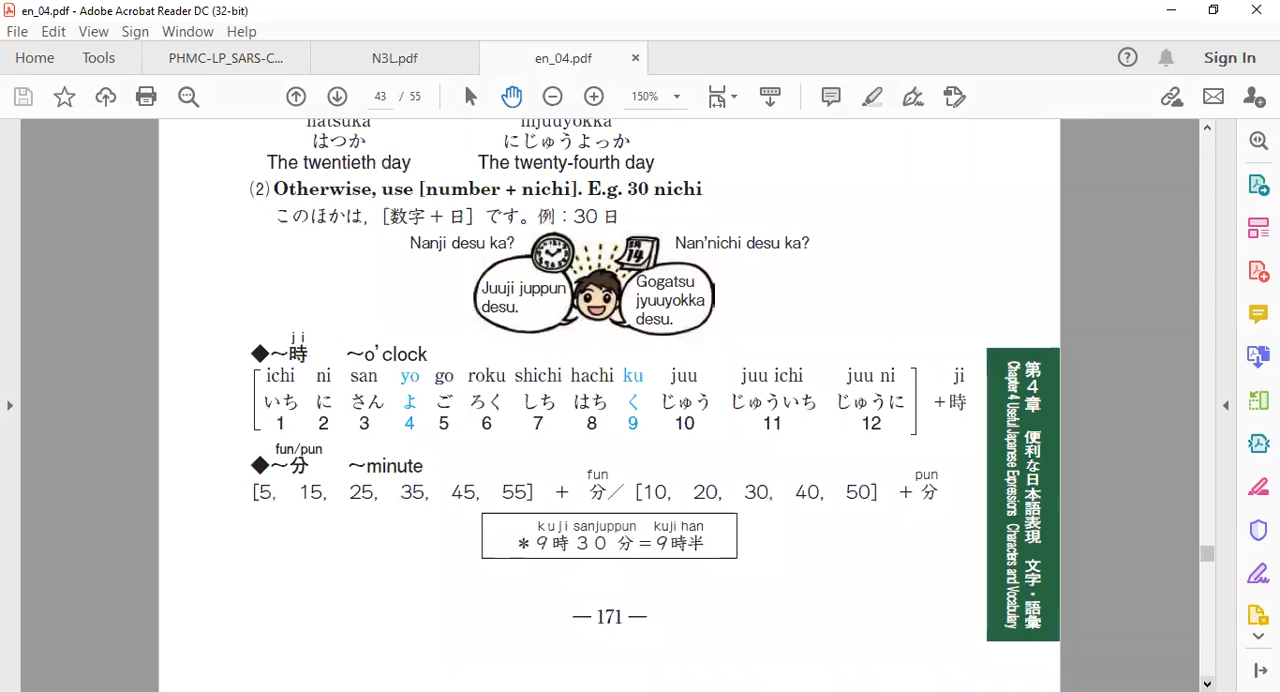 en_04.pdf - Adobe Acrobat Reader DC (32-bit)
File Edit View Sign Window Help
Home Tools PHMC-LP_SARS-C... N3L.pdf en_04.pdf × Sign In
43 / 55 150%
hatsuka nijuuyokka
はつか にじゅうよっか
The twentieth day The twenty-fourth day
(2) Otherwise, use [number + nichi]. E.g. 30 nichi
このほかは，［数字 + 日］です。例：30 日
Nanji desu ka? Nan'nichi desu ka?
14
Juuji juppun
desu.
Gogatsu
jyuuyokka
desu.
ji
◆～時 ～o'clock
ichi ni san yo go roku shichi hachi ku juu juu ichi juu ni ji
いち に さん よ ご ろく しち はち く じゅう じゅういち じゅうに +時
1 2 3 4 5 6 7 8 9 10 11 12
fun/pun
◆～分 ～minute
fun pun
[5, 15, 25, 35, 45, 55] + 分／ [10, 20, 30, 40, 50] + 分
kuji sanjuppun kuji han
＊９時３０ 分＝９時半
— 171 —
第４章 便利な日本語表現 文字・語彙
Chapter 4 Useful Japanese Expressions Characters and Vocabulary